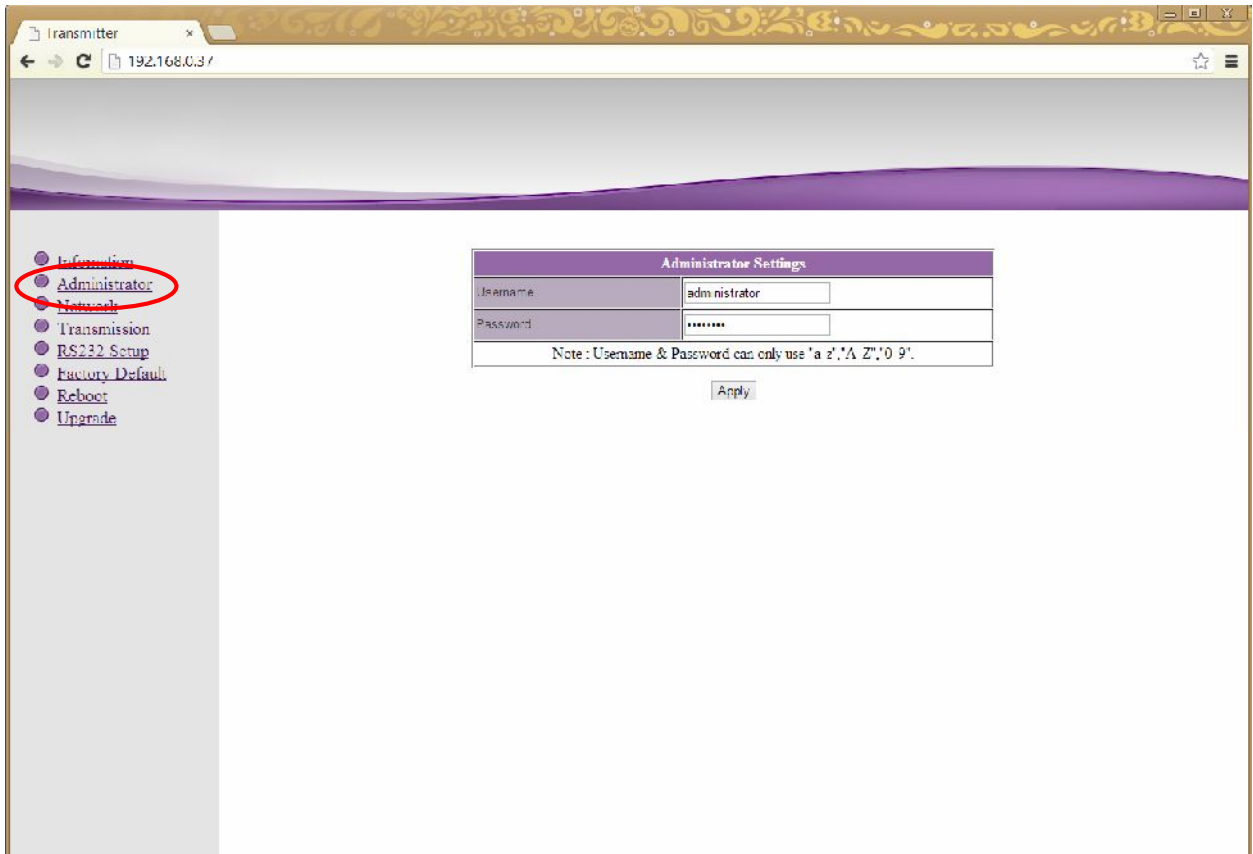 Transmitter
192.168.0.37
Information
Administrator
Network
Transmission
RS232 Setup
Factory Default
Reboot
Upgrade
Administrator Settings
Username
administrator
Password
••••••••
Note : Username & Password can only use "a-z","A-Z","0-9".
Apply